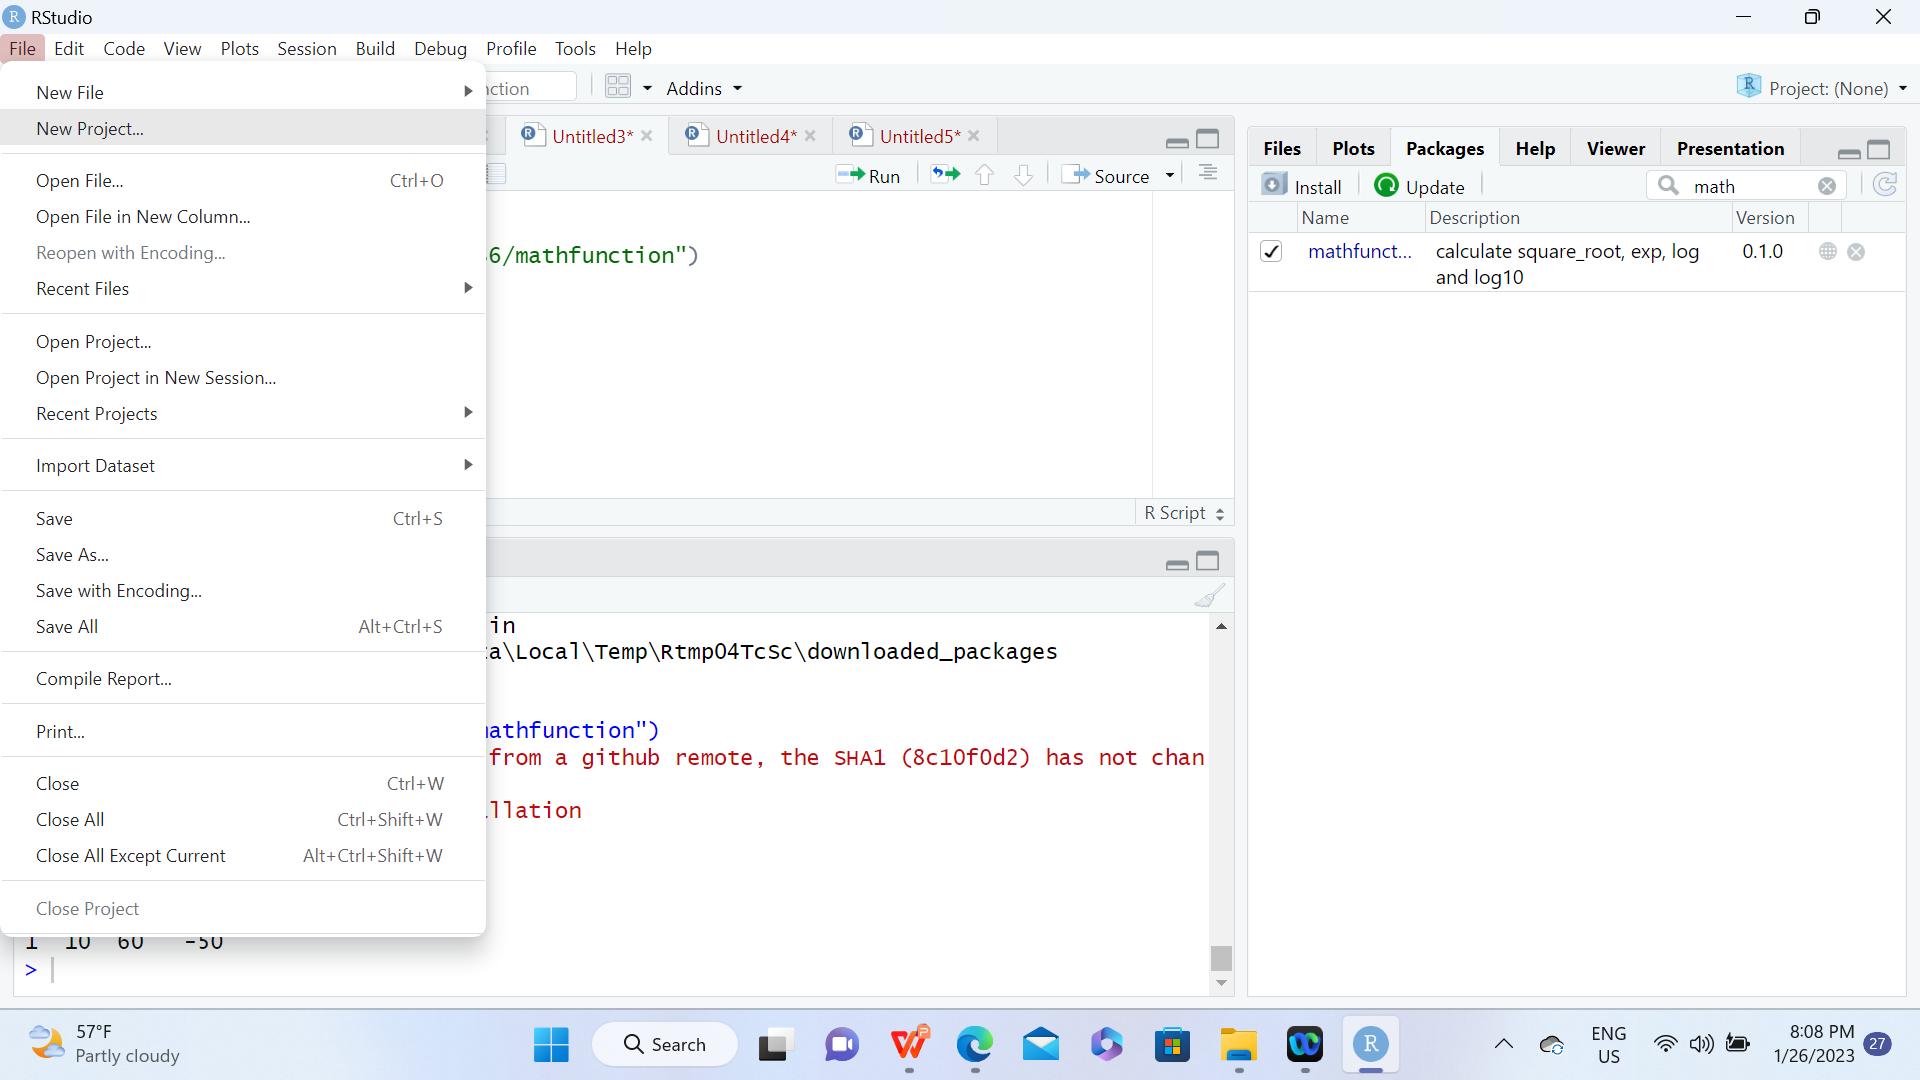 RStudio
File Edit Code View Plots Session Build Debug Profile Tools Help
New File
New Project...
Open File... Ctrl+O
Open File in New Column...
Reopen with Encoding...
Recent Files
Open Project...
Open Project in New Session...
Recent Projects
Import Dataset
Save Ctrl+S
Save As...
Save with Encoding...
Save All Alt+Ctrl+S
Compile Report...
Print...
Close Ctrl+W
Close All Ctrl+Shift+W
Close All Except Current Alt+Ctrl+Shift+W
Close Project
Addins
Project: (None)
Untitled3* Untitled4* Untitled5*
Run Source
6/mathfunction")
R Script
in
a\Local\Temp\RtmpO4TcSc\downloaded_packages
athfunction")
from a github remote, the SHA1 (8c10f0d2) has not chan
llation
1 10 60 -50
>
Files Plots Packages Help Viewer Presentation
Install Update math
Name Description Version
mathfunct... calculate square_root, exp, log 0.1.0
and log10
57°F
Partly cloudy
Search
ENG
US
8:08 PM
1/26/2023
27